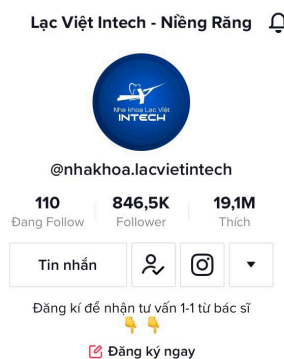 Lạc Việt Intech - Niềng Răng
Nha khoa Lạc Việt
INTECH
@nhakhoa.lacvietintech
110 846,5K 19,1M
Đang Follow Follower Thích
Tin nhắn
Đăng kí để nhận tư vấn 1-1 từ bác sĩ
👇 👇
Đăng ký ngay